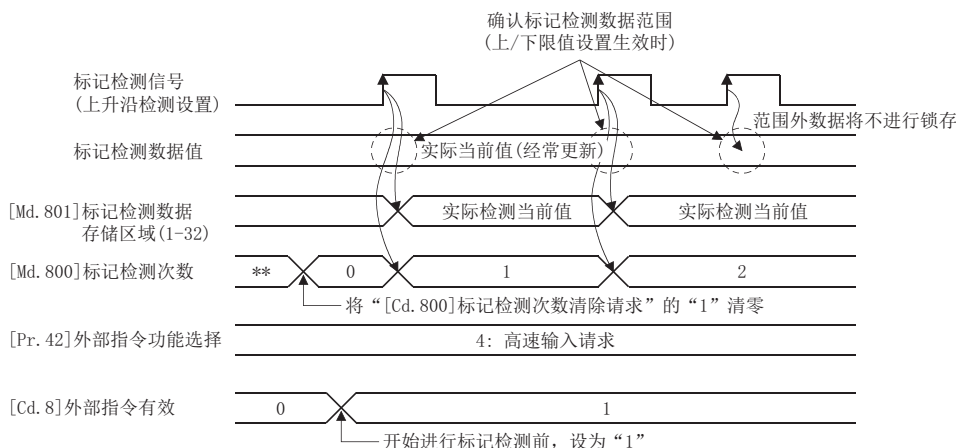 确认标记检测数据范围
(上/下限值设置生效时)
标记检测信号
(上升沿检测设置)
范围外数据将不进行锁存
标记检测数据值
实际当前值(经常更新)
[Md.801]标记检测数据
存储区域(1-32)
实际检测当前值
实际检测当前值
[Md.800]标记检测次数
**
0
1
2
将“[Cd.800]标记检测次数清除请求”的“1”清零
[Pr.42]外部指令功能选择
4: 高速输入请求
[Cd.8]外部指令有效
0
1
开始进行标记检测前，设为“1”